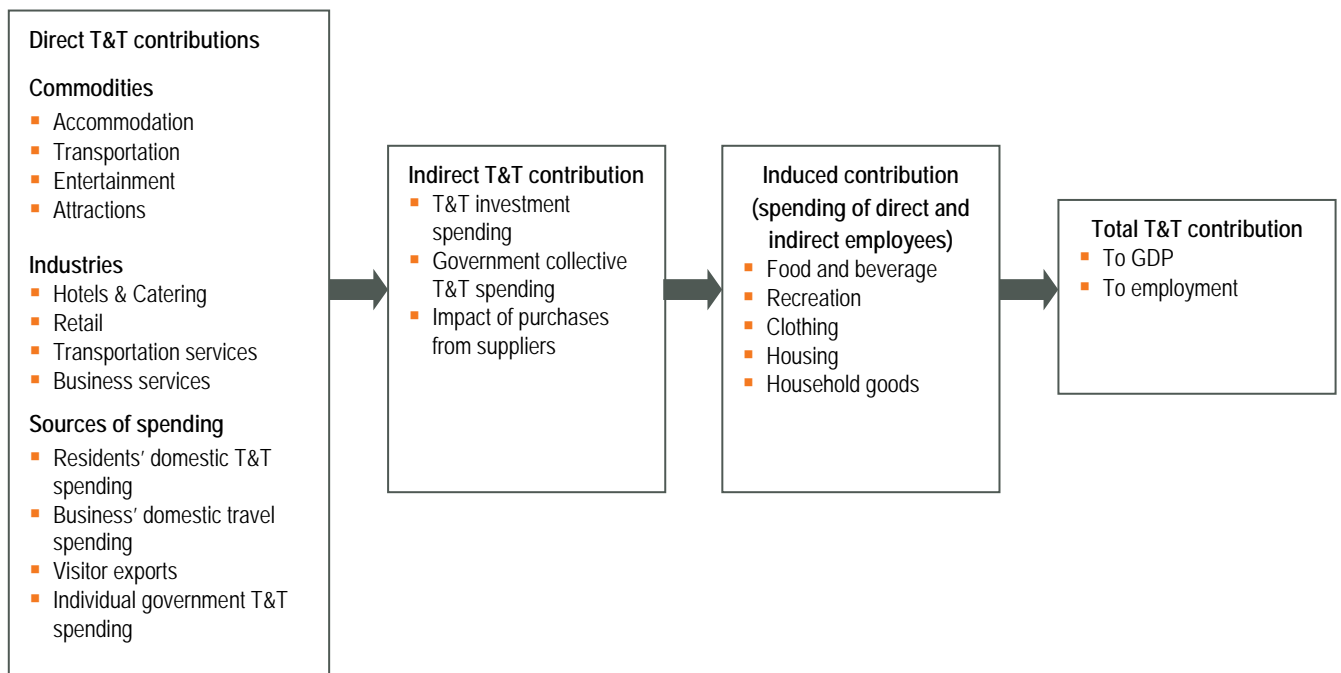 Direct T&T contributions
Commodities
Accommodation
Transportation
Entertainment
Attractions
Industries
Hotels & Catering
Retail
Transportation services
Business services
Sources of spending
Residents’ domestic T&T
spending
Business’ domestic travel
spending
Visitor exports
Individual government T&T
spending
Indirect T&T contribution
T&T investment
spending
Government collective
T&T spending
Impact of purchases
from suppliers
Induced contribution
(spending of direct and
indirect employees)
Food and beverage
Recreation
Clothing
Housing
Household goods
Total T&T contribution
To GDP
To employment